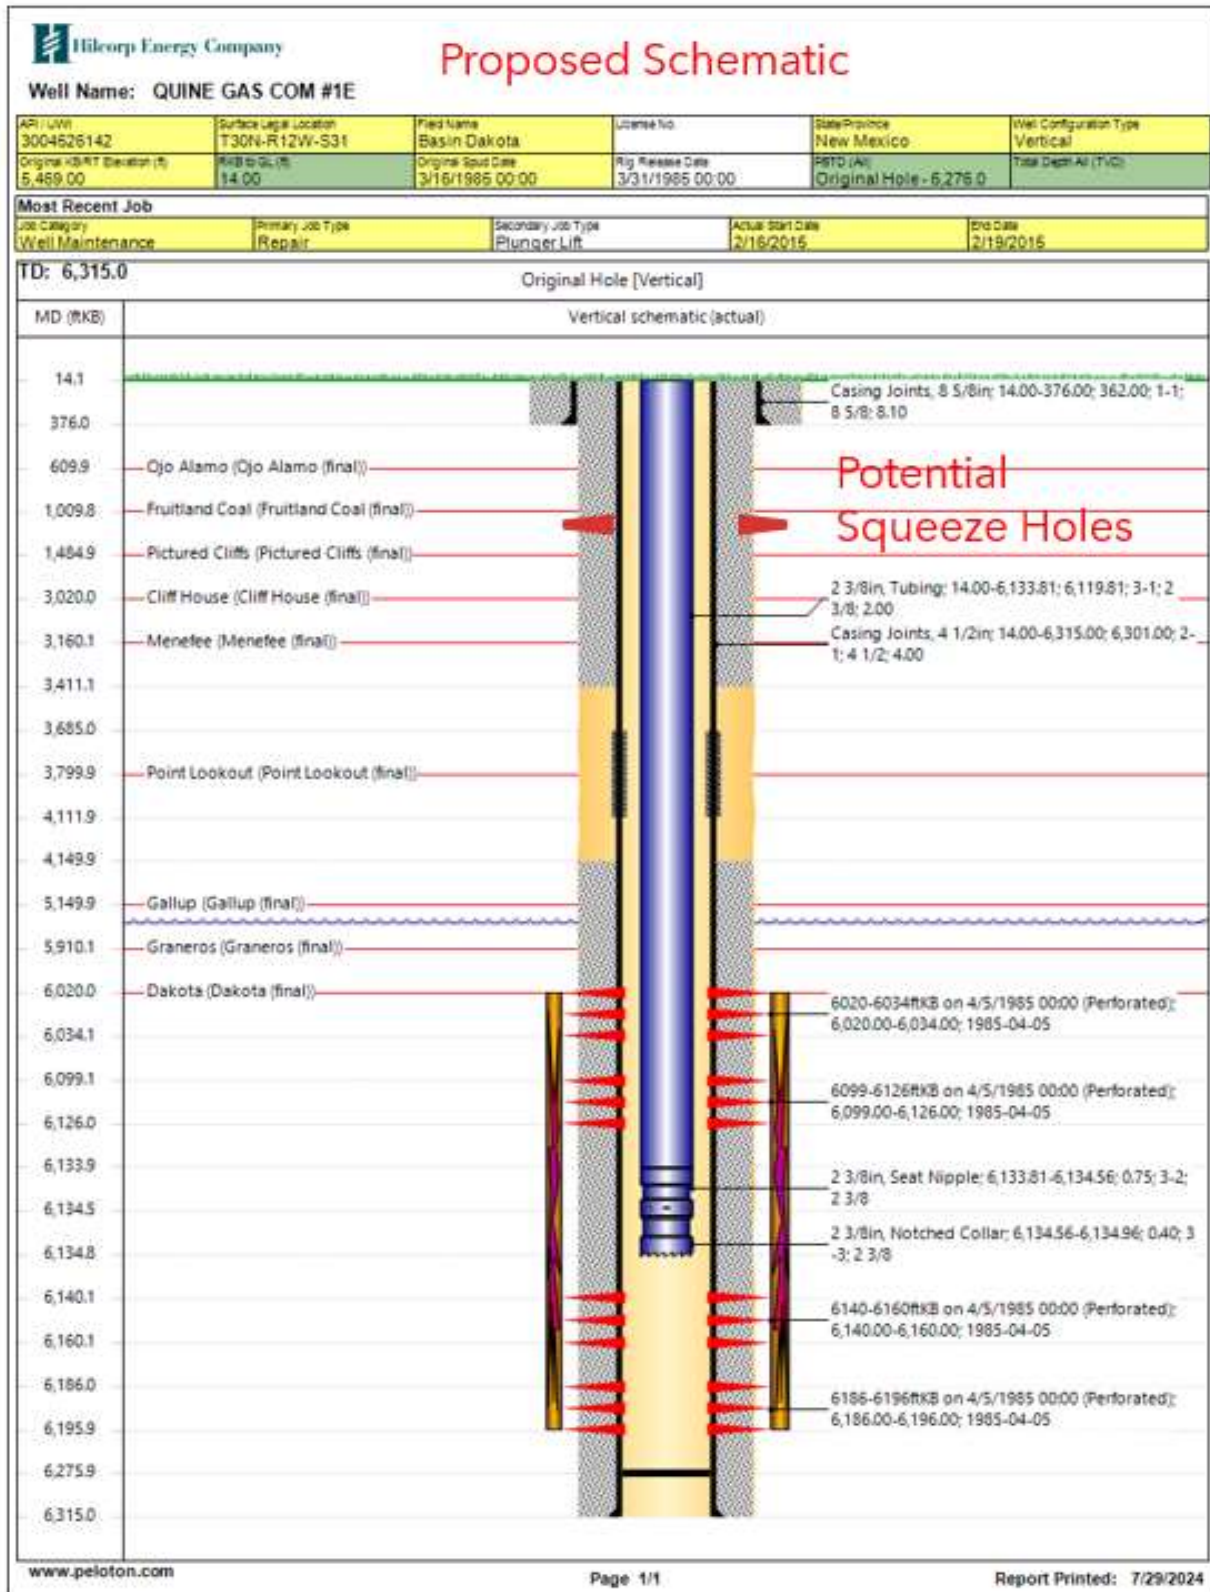 Hilcorp Energy Company
Proposed Schematic
Well Name: QUINE GAS COM #1E
API / UWI
3004526142
Surface Legal Location
T30N-R12W-S31
Field Name
Basin Dakota
License No.
State/Province
New Mexico
Well Configuration Type
Vertical
Original KB/RT Elevation (ft)
5,469.00
RKB to GL (ft)
14.00
Original Spud Date
3/16/1985 00:00
Rig Release Date
3/31/1985 00:00
PBTD (All)
Original Hole - 6,276.0
Total Depth All (TVD)
Most Recent Job
Job Category
Well Maintenance
Primary Job Type
Repair
Secondary Job Type
Plunger Lift
Actual Start Date
2/16/2015
End Date
2/19/2015
TD: 6,315.0
Original Hole [Vertical]
MD (ftKB)
Vertical schematic (actual)
14.1
Casing Joints, 8 5/8in; 14.00-376.00; 362.00; 1-1;
8 5/8; 8.10
376.0
609.9
Ojo Alamo (Ojo Alamo (final))
Potential
Squeeze Holes
1,009.8
Fruitland Coal (Fruitland Coal (final))
1,484.9
Pictured Cliffs (Pictured Cliffs (final))
3,020.0
Cliff House (Cliff House (final))
2 3/8in, Tubing; 14.00-6,133.81; 6,119.81; 3-1; 2
3/8; 2.00
3,160.1
Menefee (Menefee (final))
Casing Joints, 4 1/2in; 14.00-6,315.00; 6,301.00; 2-
1; 4 1/2; 4.00
3,411.1
3,685.0
3,799.9
Point Lookout (Point Lookout (final))
4,111.9
4,149.9
5,149.9
Gallup (Gallup (final))
5,910.1
Graneros (Graneros (final))
6,020.0
Dakota (Dakota (final))
6020-6034ftKB on 4/5/1985 00:00 (Perforated);
6,020.00-6,034.00; 1985-04-05
6,034.1
6,099.1
6099-6126ftKB on 4/5/1985 00:00 (Perforated);
6,099.00-6,126.00; 1985-04-05
6,126.0
6,133.9
2 3/8in, Seat Nipple; 6,133.81-6,134.56; 0.75; 3-2;
2 3/8
6,134.5
2 3/8in, Notched Collar; 6,134.56-6,134.96; 0.40; 3
-3; 2 3/8
6,134.8
6,140.1
6140-6160ftKB on 4/5/1985 00:00 (Perforated);
6,140.00-6,160.00; 1985-04-05
6,160.1
6,186.0
6186-6196ftKB on 4/5/1985 00:00 (Perforated);
6,186.00-6,196.00; 1985-04-05
6,195.9
6,275.9
6,315.0
www.peloton.com
Page 1/1
Report Printed: 7/29/2024